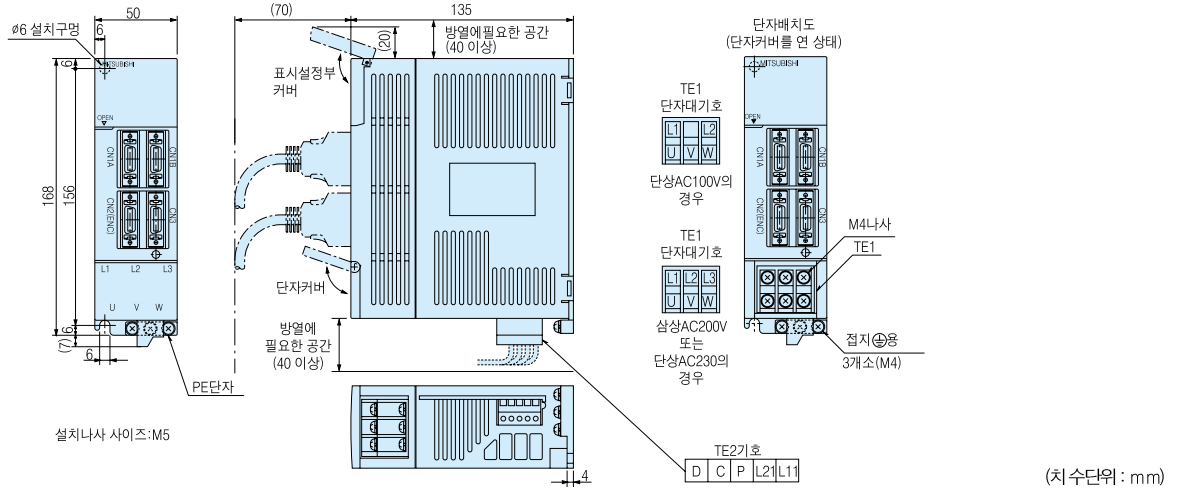 50
ø6 설치구멍
6
6
MITSUBISHI
OPEN
CN1A
CN1B
CN2(ENC)
CN3
168
156
L1 L2 L3
U V W
6
(7)
6
PE단자
설치나사 사이즈:M5
(70)
135
(20)
방열에필요한 공간
(40 이상)
표시설정부
커버
단자커버
방열에
필요한 공간
(40 이상)
4
TE2기호
D C P L21 L11
TE1
단자대기호
L1 L2
U V W
단상AC100V의
경우
TE1
단자대기호
L1 L2 L3
U V W
삼상AC200V
또는
단상AC230의
경우
단자배치도
(단자커버를 연 상태)
MITSUBISHI
OPEN
CN1A
CN1B
CN2(ENC)
CN3
M4나사
TE1
접지용
3개소(M4)
(치수단위 : mm)